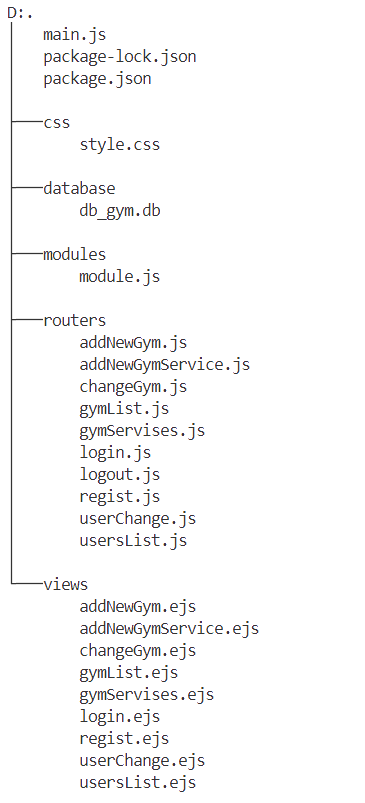 D:.
main.js
package-lock.json
package.json
css
style.css
database
db_gym.db
modules
module.js
routers
addNewGym.js
addNewGymService.js
changeGym.js
gymList.js
gymServises.js
login.js
logout.js
regist.js
userChange.js
usersList.js
views
addNewGym.ejs
addNewGymService.ejs
changeGym.ejs
gymList.ejs
gymServises.ejs
login.ejs
regist.ejs
userChange.ejs
usersList.ejs